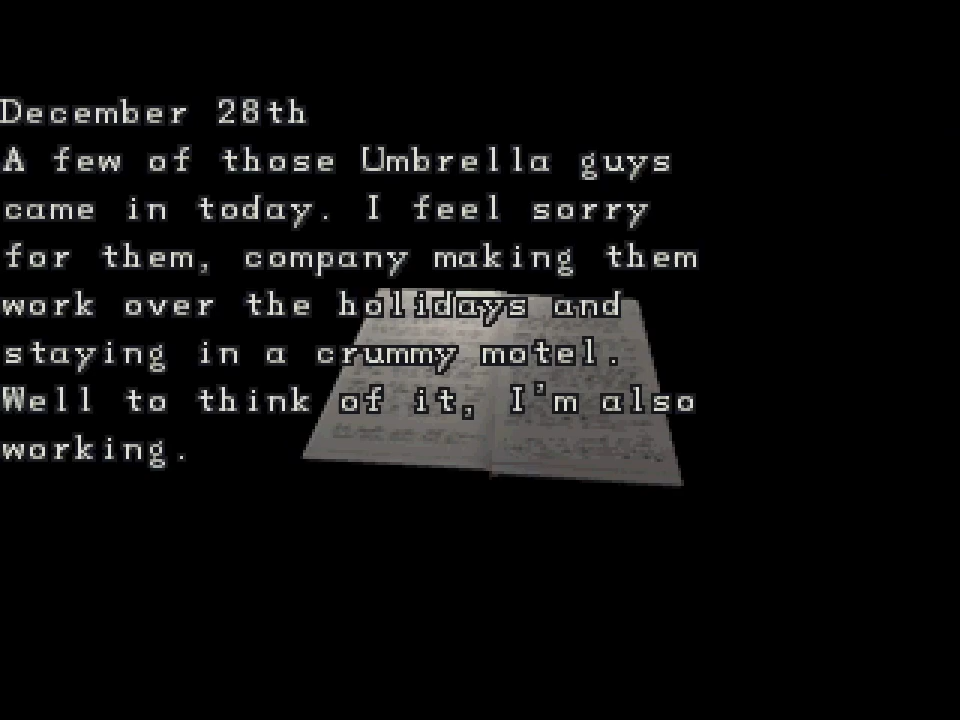 December 28th
A few of those Umbrella guys
came in today. I feel sorry
for them, company making them
work over the holidays and
staying in a crummy motel.
Well to think of it, I'm also
working.